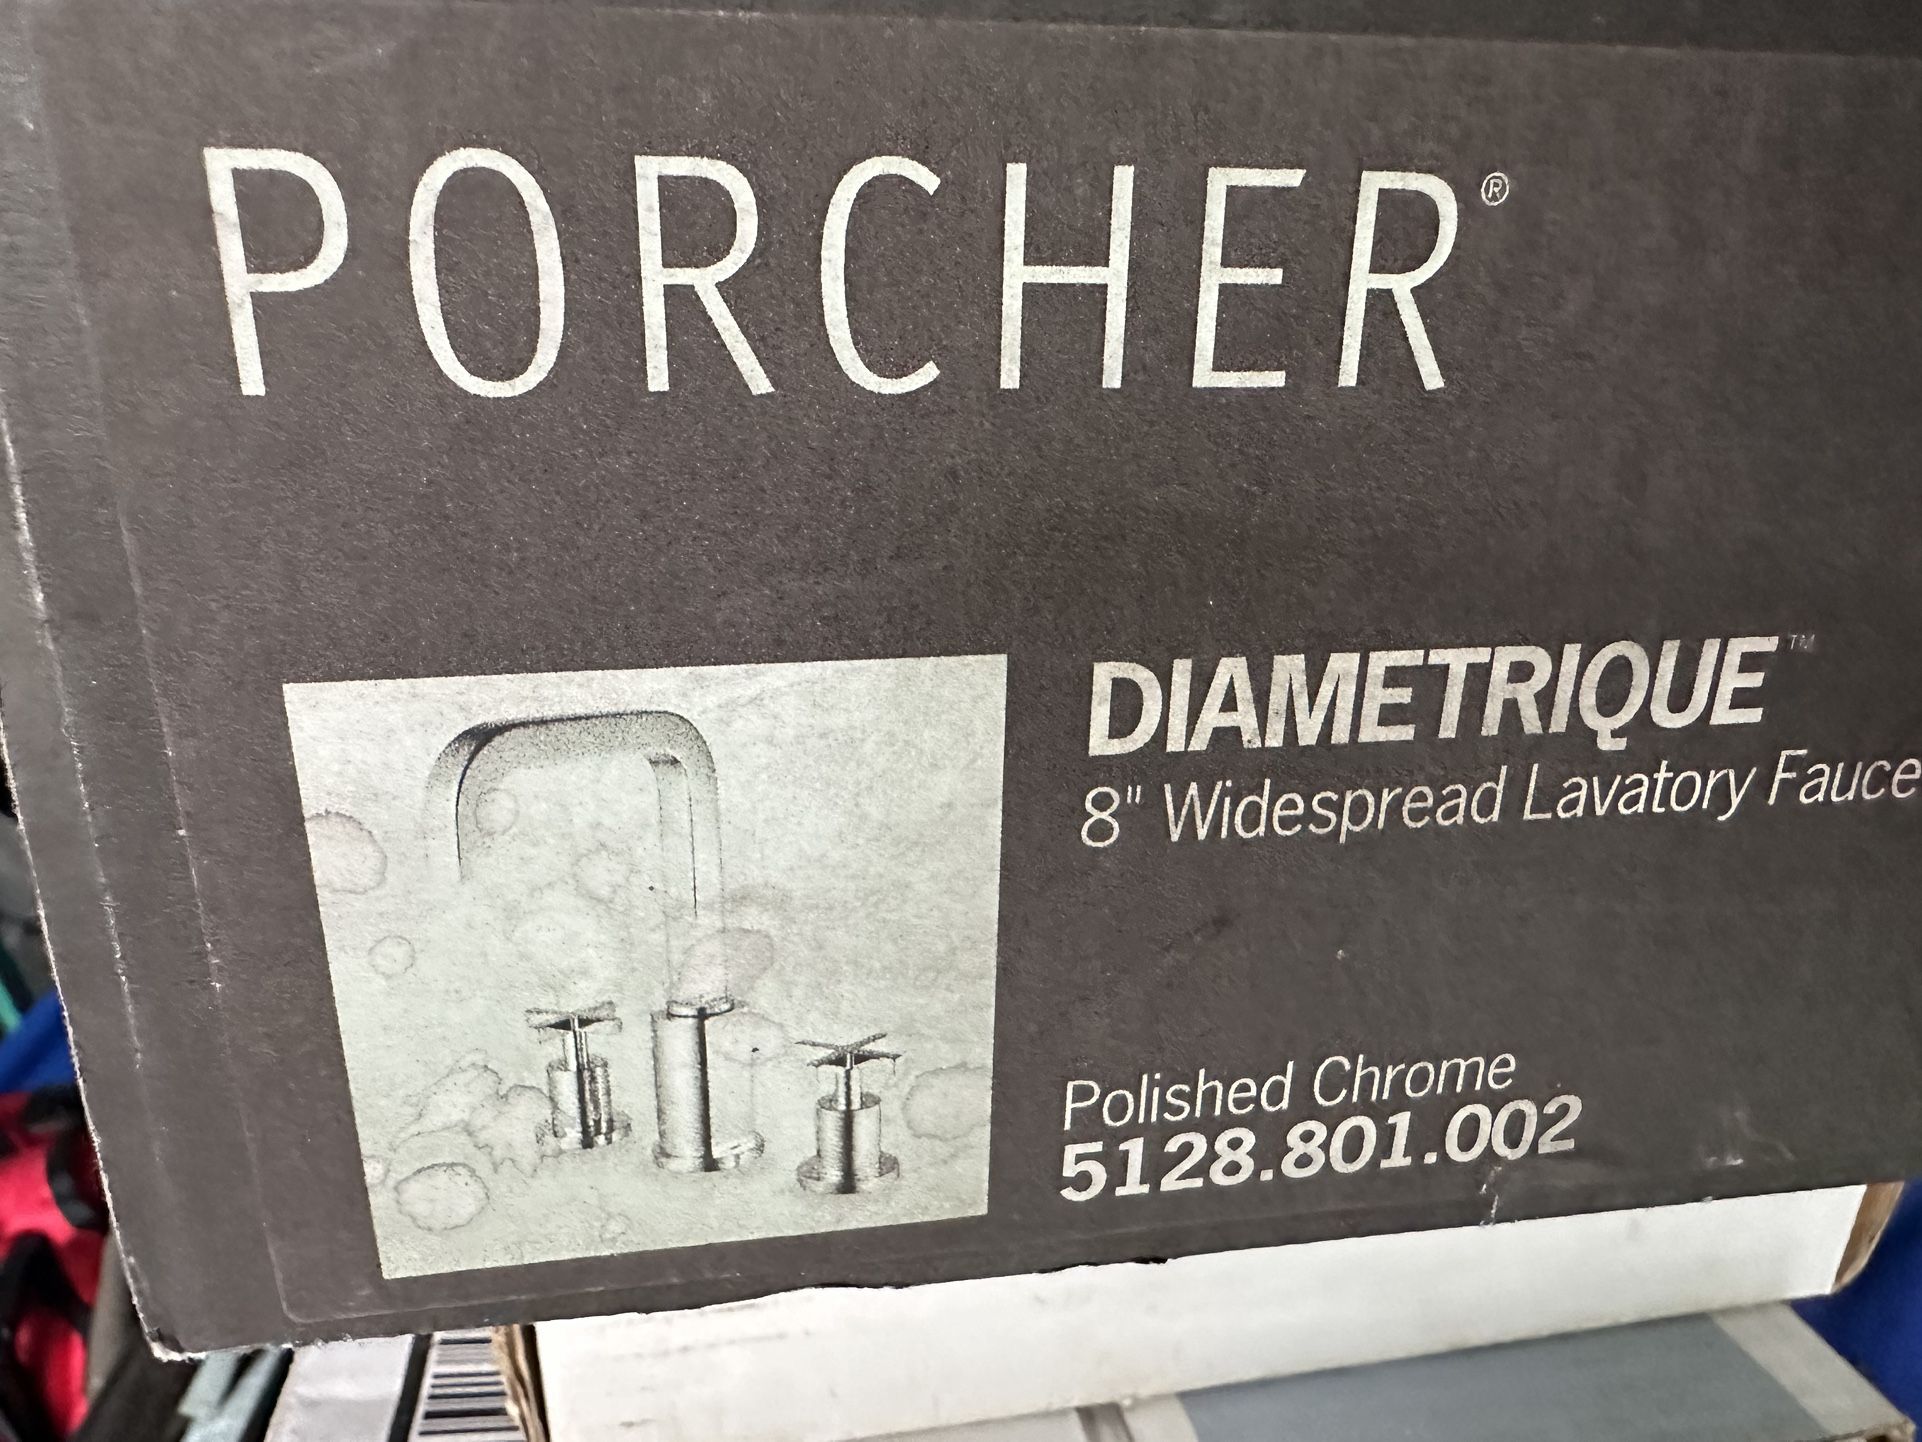 PORCHER®
DIAMETRIQUE™
8" Widespread Lavatory Fauce
Polished Chrome
5128.801.002